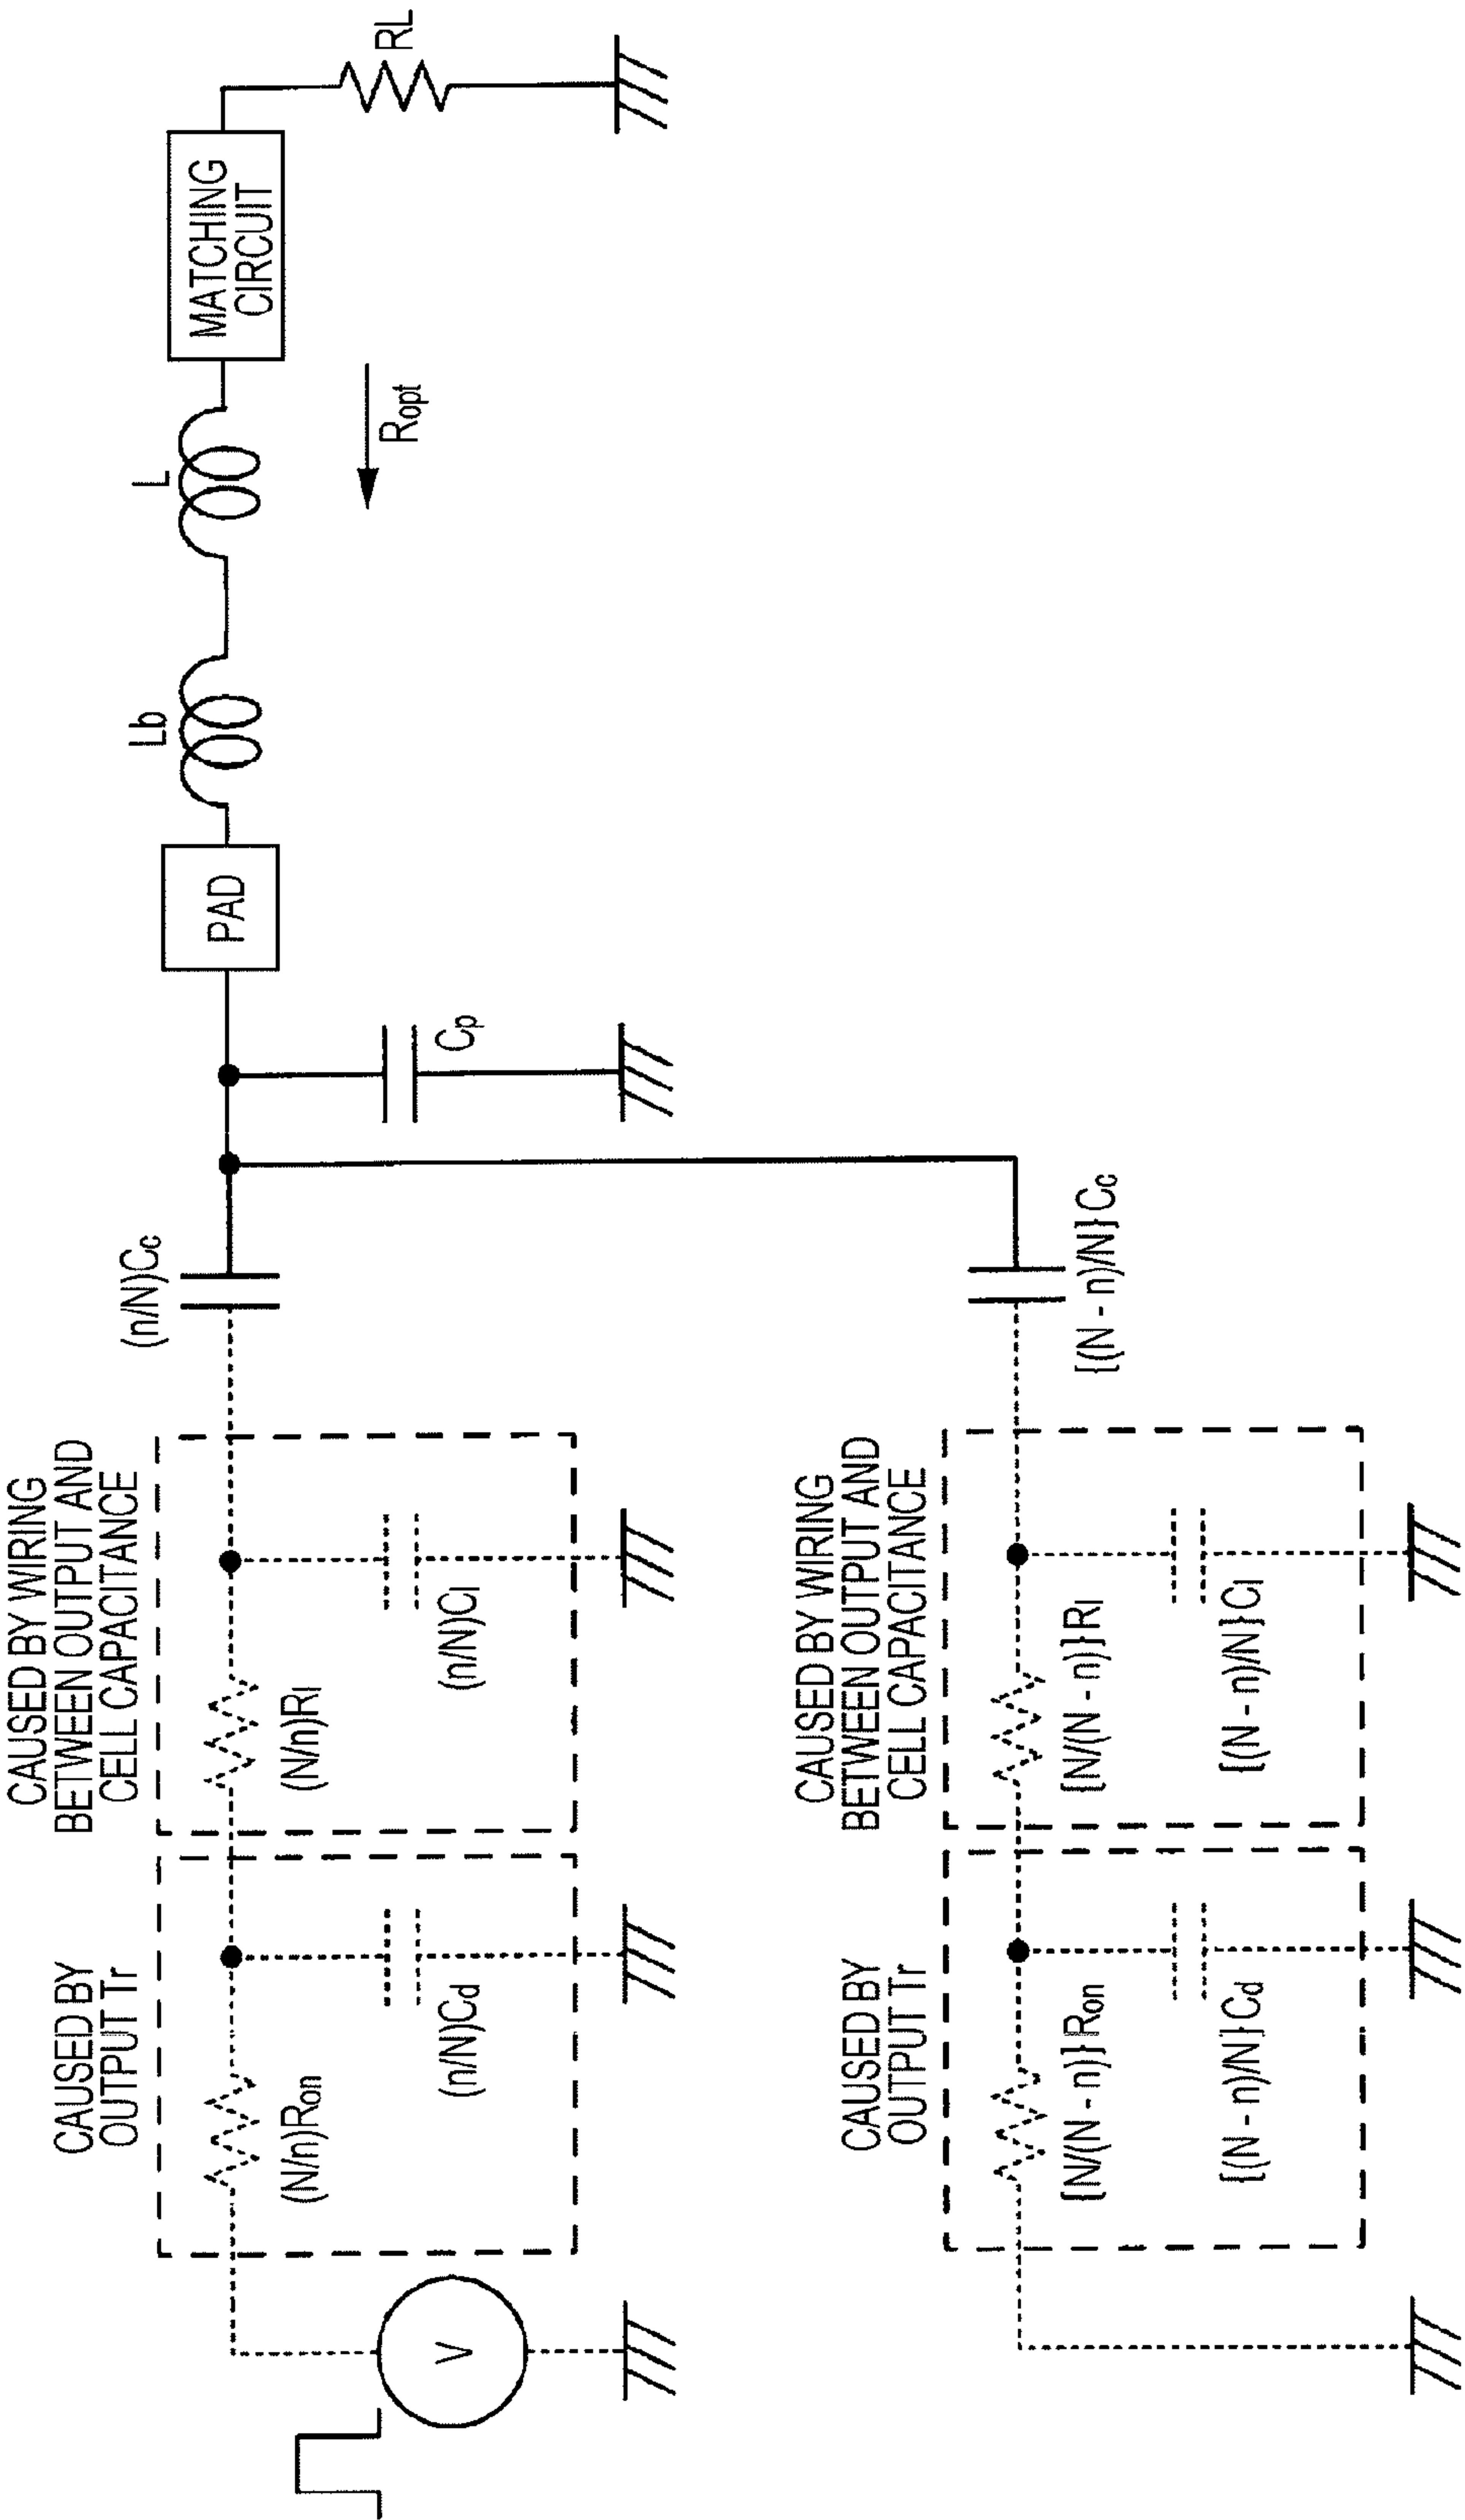 CAUSED BY
OUTPUT Tr
CAUSED BY WIRING
BETWEEN OUTPUT AND
CELL CAPACITANCE
(n/N)Cc
Lb
L
MATCHING
CIRCUIT
PAD
RL
Ropt
Cp
(N/n)Ron
(n/N)Cd
(N/n)Rl
(n/N)Cl
V
CAUSED BY
OUTPUT Tr
CAUSED BY WIRING
BETWEEN OUTPUT AND
CELL CAPACITANCE
{(N - n)/N}Cc
{N/(N - n)}Ron
{(N - n)/N}Cd
{N/(N - n)}Rl
{(N - n)/N}Cl